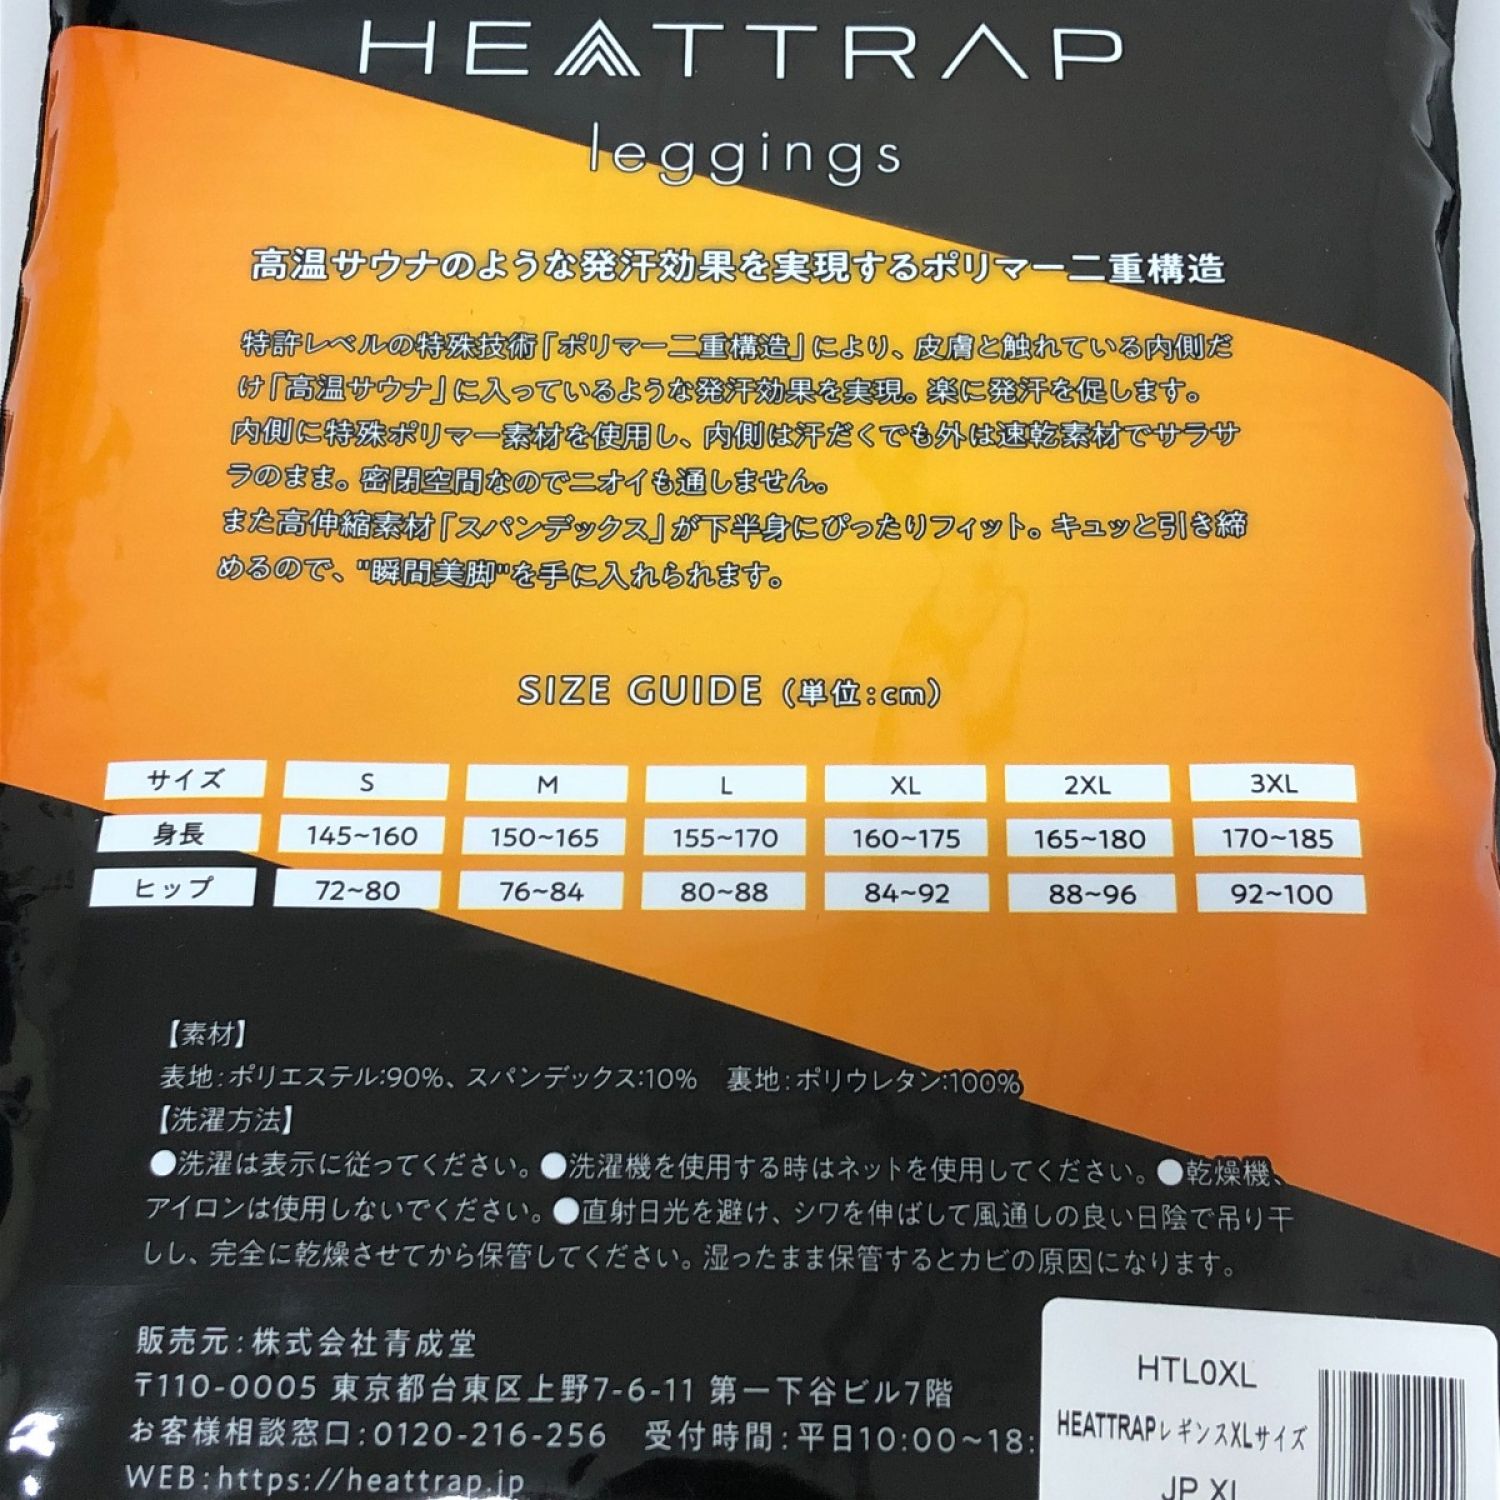 HEATTRAP
leggings
高温サウナのような発汗効果を実現するポリマー二重構造
特許レベルの特殊技術「ポリマー二重構造」により、皮膚と触れている内側だ
け「高温サウナ」に入っているような発汗効果を実現。楽に発汗を促します。
内側に特殊ポリマー素材を使用し、内側は汗だくでも外は速乾素材でサラサ
ラのまま。密閉空間なのでニオイも通しません。
また高伸縮素材「スパンデックス」が下半身にぴったりフィット。キュッと引き締
めるので、"瞬間美脚"を手に入れられます。
SIZE GUIDE (単位:cm)
サイズ S M L XL 2XL 3XL
身長 145~160 150~165 155~170 160~175 165~180 170~185
ヒップ 72~80 76~84 80~88 84~92 88~96 92~100
【素材】
表地:ポリエステル:90%、スパンデックス:10% 裏地:ポリウレタン:100%
【洗濯方法】
●洗濯は表示に従ってください。●洗濯機を使用する時はネットを使用してください。●乾燥機、
アイロンは使用しないでください。●直射日光を避け、シワを伸ばして風通しの良い日陰で吊り干
しし、完全に乾燥させてから保管してください。湿ったまま保管するとカビの原因になります。
販売元:株式会社青成堂
〒110-0005 東京都台東区上野7-6-11 第一下谷ビル7階
お客様相談窓口:0120-216-256 受付時間:平日10:00~18:
WEB:https://heattrap.jp
HTL0XL
HEATTRAPレギンスXLサイズ
JP XL